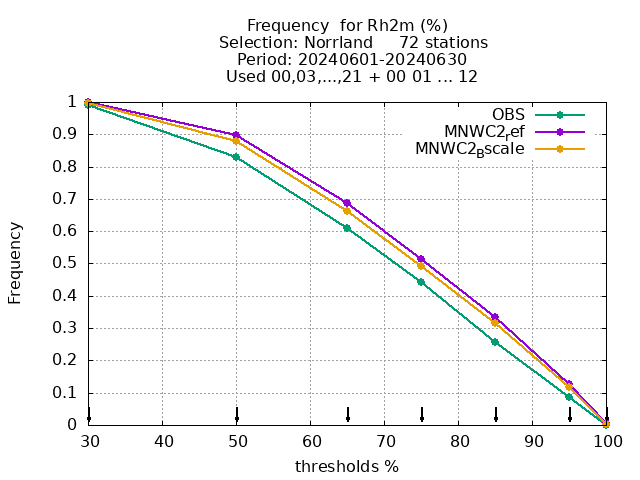 Frequency  for Rh2m (%)
Selection: Norrland     72 stations
Period: 20240601-20240630
Used 00,03,...,21 + 00 01 ... 12
OBS
MNWC2ref
MNWC2Bscale
Frequency
1
0.9
0.8
0.7
0.6
0.5
0.4
0.3
0.2
0.1
0
30 40 50 60 70 80 90 100
thresholds %